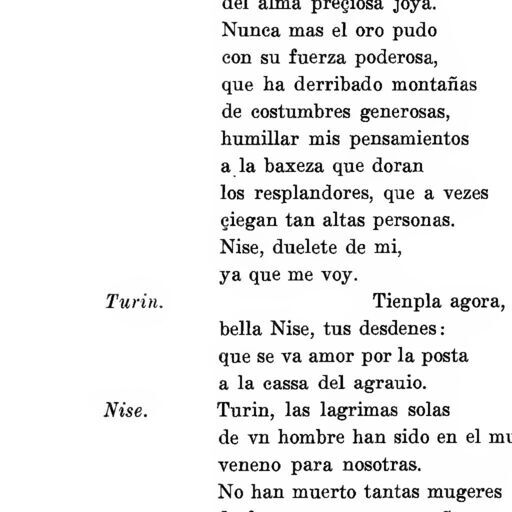 del alma preçiosa joya.
Nunca mas el oro pudo
con su fuerza poderosa,
que ha derribado montañas
de costumbres generosas,
humillar mis pensamientos
a la baxeza que doran
los resplandores, que a vezes
çiegan tan altas personas.
Nise, duelete de mi,
ya que me voy.
Turin. Tienpla agora,
bella Nise, tus desdenes:
que se va amor por la posta
a la cassa del agrauio.
Nise. Turin, las lagrimas solas
de vn hombre han sido en el
veneno para nosotras.
No han muerto tantas mugeres